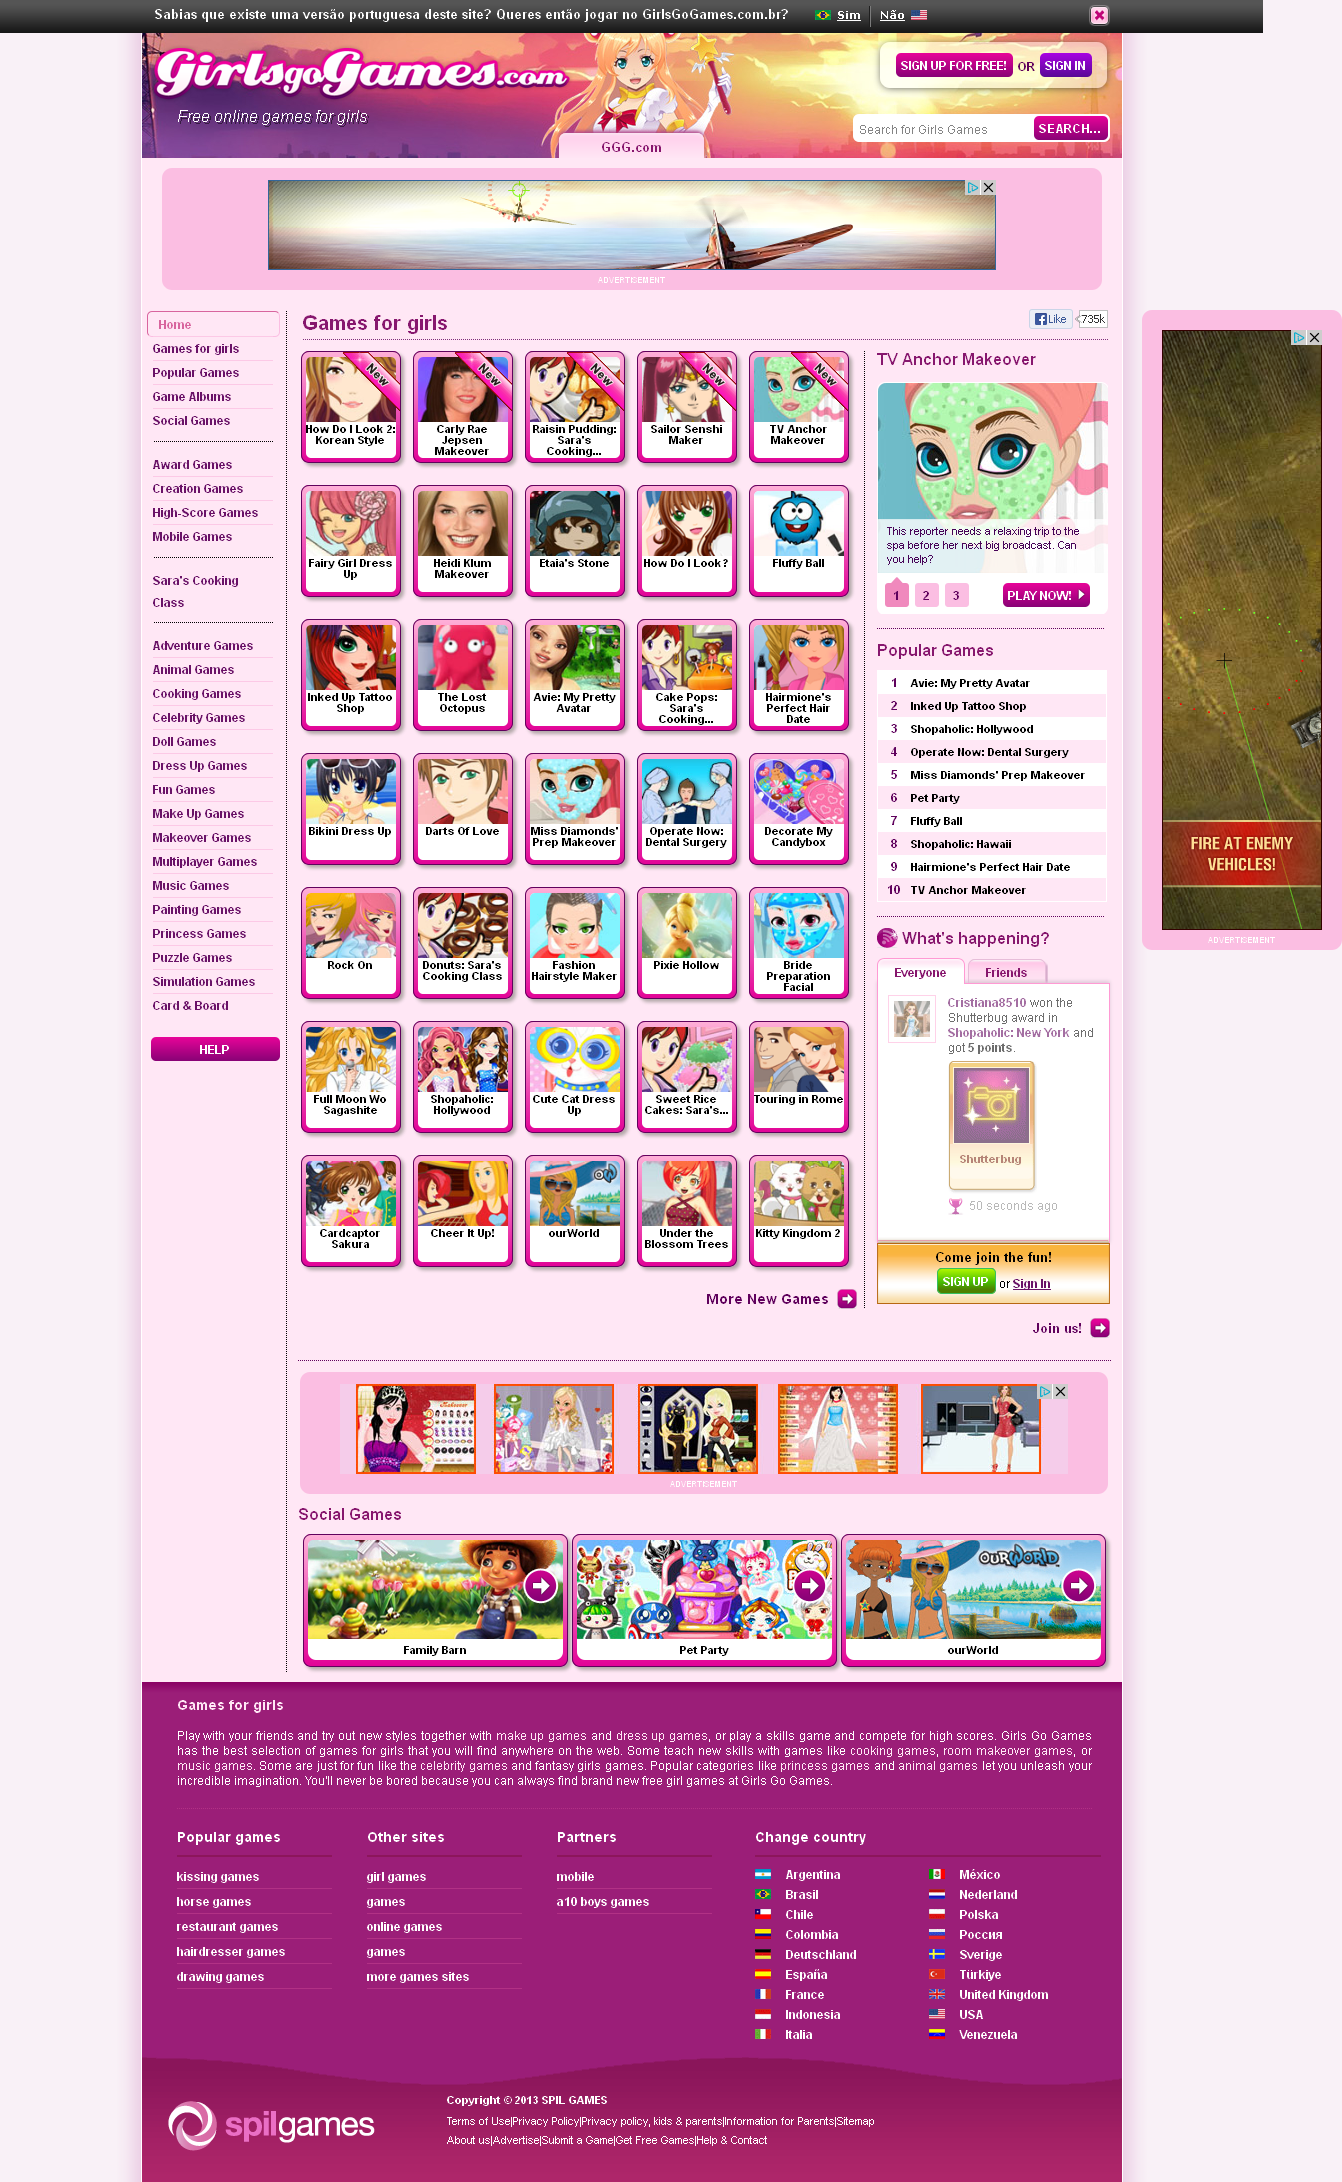 Sabias que existe uma versão portuguesa deste site? Queres então jogar no GirlsGoGames.com.br?
Sim
Não
GirlsgoGames.com
Free online games for girls
SIGN UP FOR FREE!
OR
SIGN IN
Search for Girls Games
SEARCH...
GGG.com
ADVERTISEMENT
Home
Games for girls
Popular Games
Game Albums
Social Games
Award Games
Creation Games
High-Score Games
Mobile Games
Sara's Cooking
Class
Adventure Games
Animal Games
Cooking Games
Celebrity Games
Doll Games
Dress Up Games
Fun Games
Make Up Games
Makeover Games
Multiplayer Games
Music Games
Painting Games
Princess Games
Puzzle Games
Simulation Games
Card & Board
HELP
Games for girls
Like
735k
New
How Do I Look 2:
Korean Style
New
Carly Rae
Jepsen
Makeover
New
Raisin Pudding:
Sara's
Cooking...
New
Sailor Senshi
Maker
New
TV Anchor
Makeover
Fairy Girl Dress
Up
Heidi Klum
Makeover
Etaia's Stone
How Do I Look?
Fluffy Ball
Inked Up Tattoo
Shop
The Lost
Octopus
Avie: My Pretty
Avatar
Cake Pops:
Sara's
Cooking...
Hairmione's
Perfect Hair
Date
Bikini Dress Up
Darts Of Love
Miss Diamonds'
Prep Makeover
Operate Now:
Dental Surgery
Decorate My
Candybox
Rock On
Donuts: Sara's
Cooking Class
Fashion
Hairstyle Maker
Pixie Hollow
Bride
Preparation
Facial
Full Moon Wo
Sagashite
Shopaholic:
Hollywood
Cute Cat Dress
Up
Sweet Rice
Cakes: Sara's...
Touring in Rome
Cardcaptor
Sakura
Cheer It Up!
ourWorld
Under the
Blossom Trees
Kitty Kingdom 2
More New Games
TV Anchor Makeover
This reporter needs a relaxing trip to the
spa before her next big broadcast. Can
you help?
1
2
3
PLAY NOW!
Popular Games
1 Avie: My Pretty Avatar
2 Inked Up Tattoo Shop
3 Shopaholic: Hollywood
4 Operate Now: Dental Surgery
5 Miss Diamonds' Prep Makeover
6 Pet Party
7 Fluffy Ball
8 Shopaholic: Hawaii
9 Hairmione's Perfect Hair Date
10 TV Anchor Makeover
What's happening?
Everyone
Friends
Cristiana8510 won the
Shutterbug award in
Shopaholic: New York and
got 5 points.
Shutterbug
50 seconds ago
Come join the fun!
SIGN UP or Sign In
Join us!
FIRE AT ENEMY
VEHICLES!
ADVERTISEMENT
ADVERTISEMENT
Social Games
Family Barn
Pet Party
OURWORLD
ourWorld
Games for girls
Play with your friends and try out new styles together with make up games and dress up games, or play a skills game and compete for high scores. Girls Go Games
has the best selection of games for girls that you will find anywhere on the web. Some teach new skills with games like cooking games, room makeover games, or
music games. Some are just for fun like the celebrity games and fantasy girls games. Popular categories like princess games and animal games let you unleash your
incredible imagination. You'll never be bored because you can always find brand new free girl games at Girls Go Games.
Popular games
kissing games
horse games
restaurant games
hairdresser games
drawing games
Other sites
girl games
games
online games
games
more games sites
Partners
mobile
a10 boys games
Change country
Argentina
Brasil
Chile
Colombia
Deutschland
España
France
Indonesia
Italia
México
Nederland
Polska
Россия
Sverige
Türkiye
United Kingdom
USA
Venezuela
spilgames
Copyright © 2013 SPIL GAMES
Terms of Use|Privacy Policy|Privacy policy, kids & parents|Information for Parents|Sitemap
About us|Advertise|Submit a Game|Get Free Games|Help & Contact